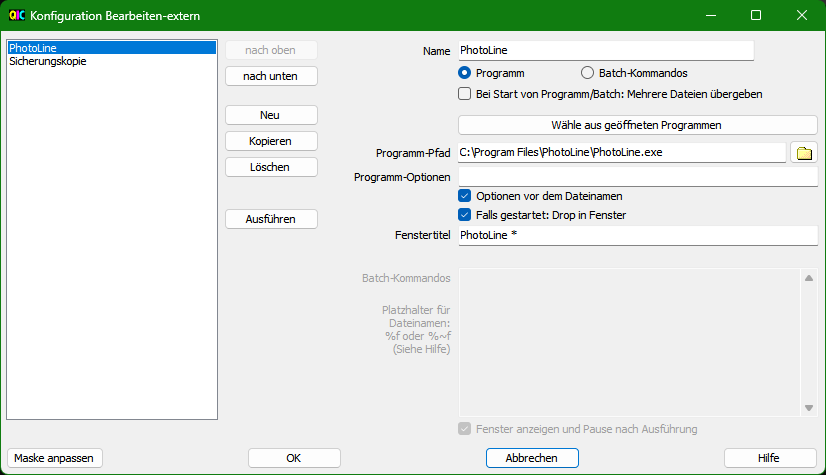 QIC Konfiguration Bearbeiten-extern
PhotoLine
Sicherungskopie
nach oben
nach unten
Neu
Kopieren
Löschen
Ausführen
Name
PhotoLine
Programm
Batch-Kommandos
Bei Start von Programm/Batch: Mehrere Dateien übergeben
Wähle aus geöffneten Programmen
Programm-Pfad
C:\Program Files\PhotoLine\PhotoLine.exe
Programm-Optionen
Optionen vor dem Dateinamen
Falls gestartet: Drop in Fenster
Fenstertitel
PhotoLine *
Batch-Kommandos
Platzhalter für
Dateinamen:
%f oder %~f
(Siehe Hilfe)
Fenster anzeigen und Pause nach Ausführung
Maske anpassen
OK
Abbrechen
Hilfe